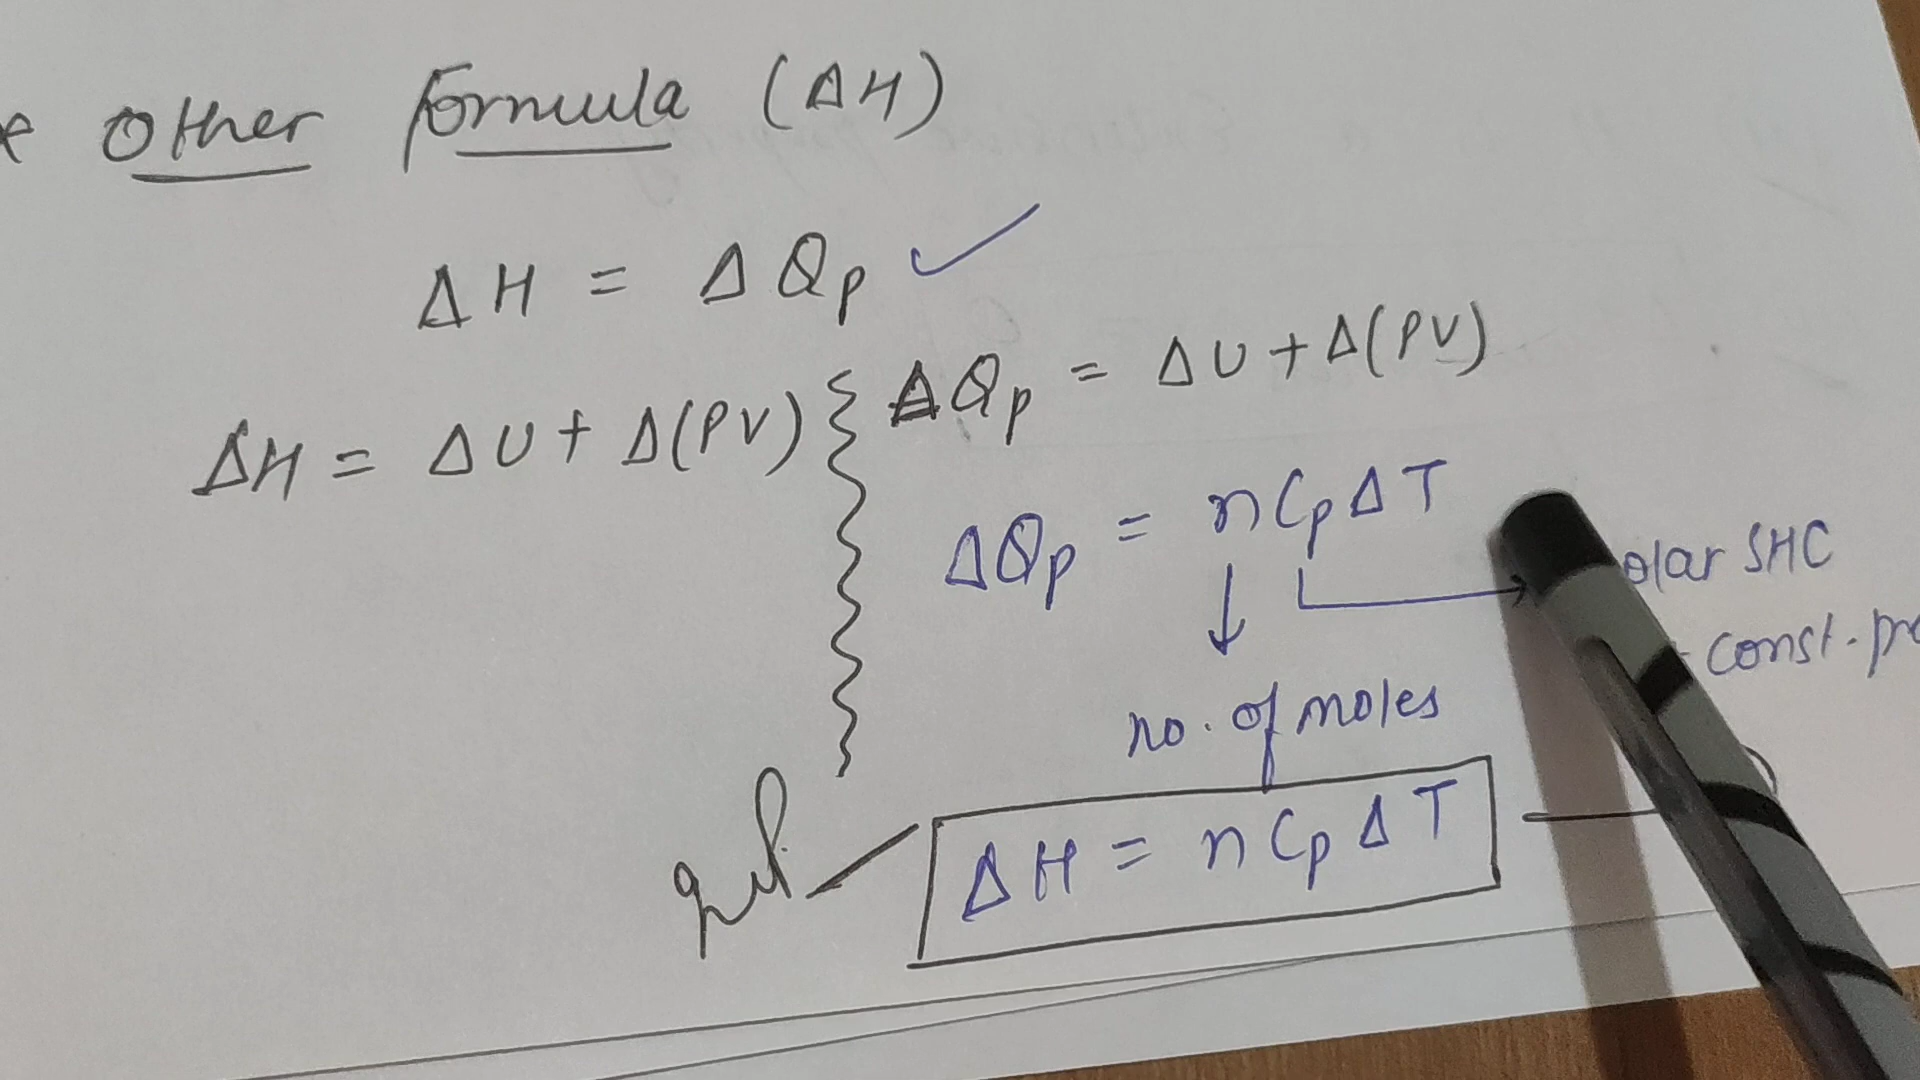 Other formula (ΔH)
ΔH = ΔQp ✓
ΔH = ΔU + Δ(PV)
ΔQp = ΔU + Δ(PV)
ΔQp = nCpΔT
olar SHC
const. pre
no. of moles
ΔH = nCpΔT